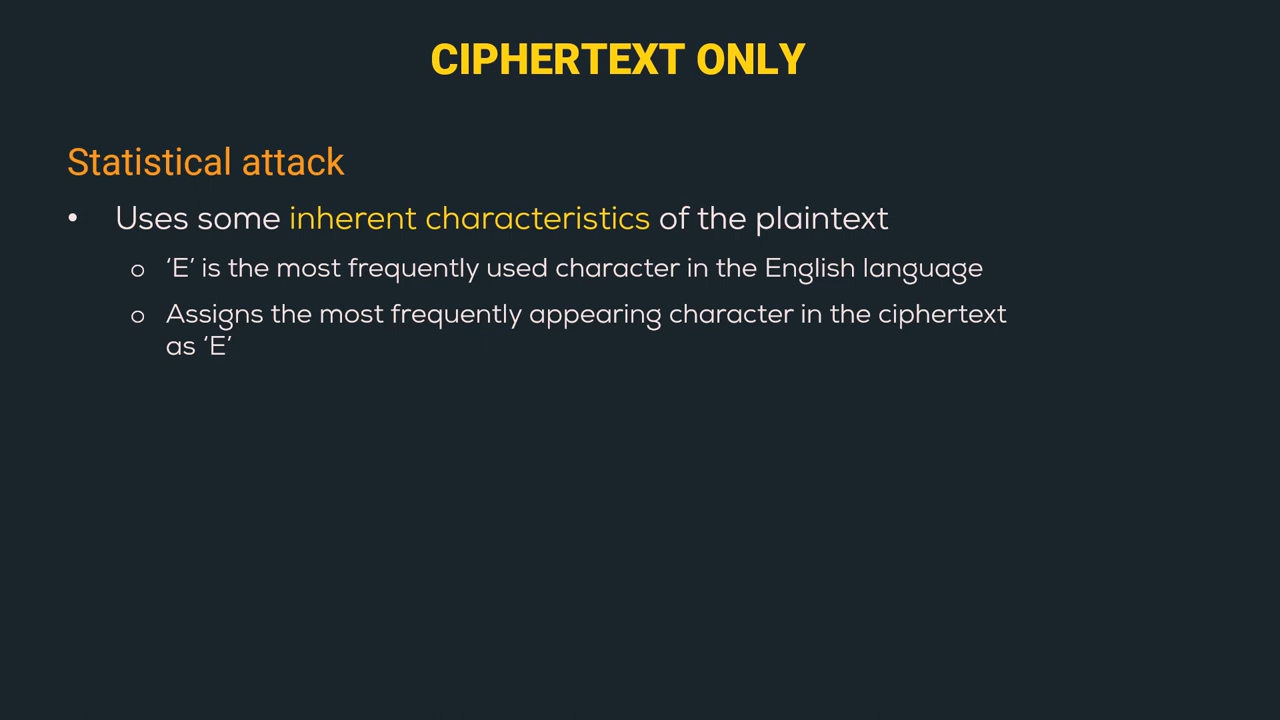 CIPHERTEXT ONLY
Statistical attack
• Uses some inherent characteristics of the plaintext
o ‘E’ is the most frequently used character in the English language
o Assigns the most frequently appearing character in the ciphertext
as ‘E’